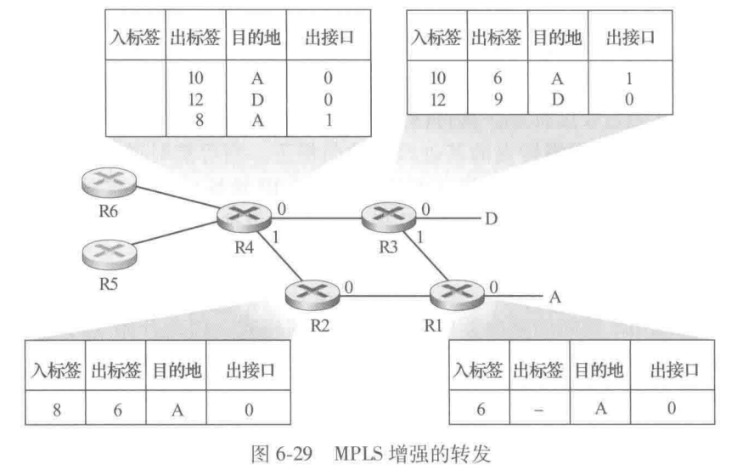 入标签 出标签 目的地 出接口
10 A 0
12 D 0
8 A 1
入标签 出标签 目的地 出接口
10 6 A 1
12 9 D 0
R6
R5
R4
0
1
R3
0
1
D
R2
0
R1
0
A
入标签 出标签 目的地 出接口
8 6 A 0
入标签 出标签 目的地 出接口
6 – A 0
图 6-29 MPLS 增强的转发